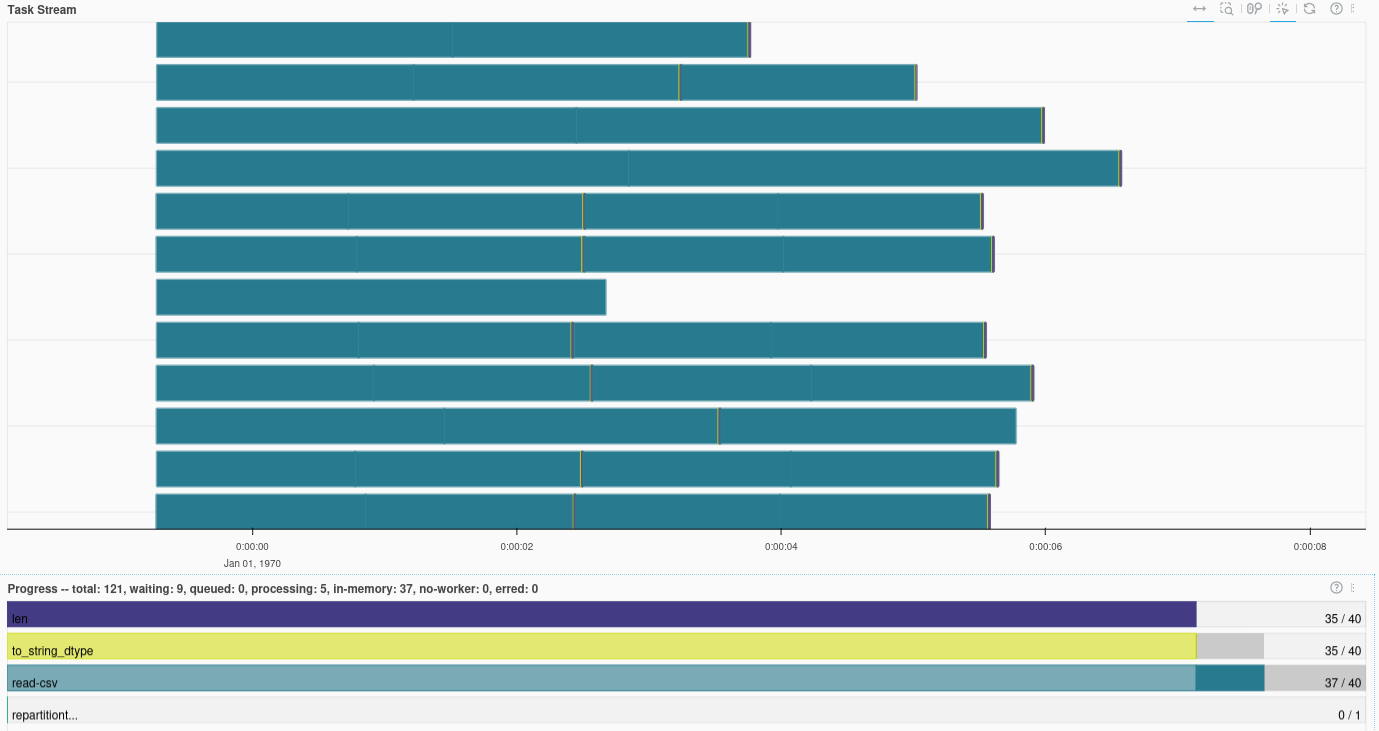 Task Stream
0:00:00
0:00:02
0:00:04
0:00:06
0:00:08
Jan 01, 1970
Progress -- total: 121, waiting: 9, queued: 0, processing: 5, in-memory: 37, no-worker: 0, erred: 0
len
35 / 40
to_string_dtype
35 / 40
read-csv
37 / 40
repartitiont...
0 / 1